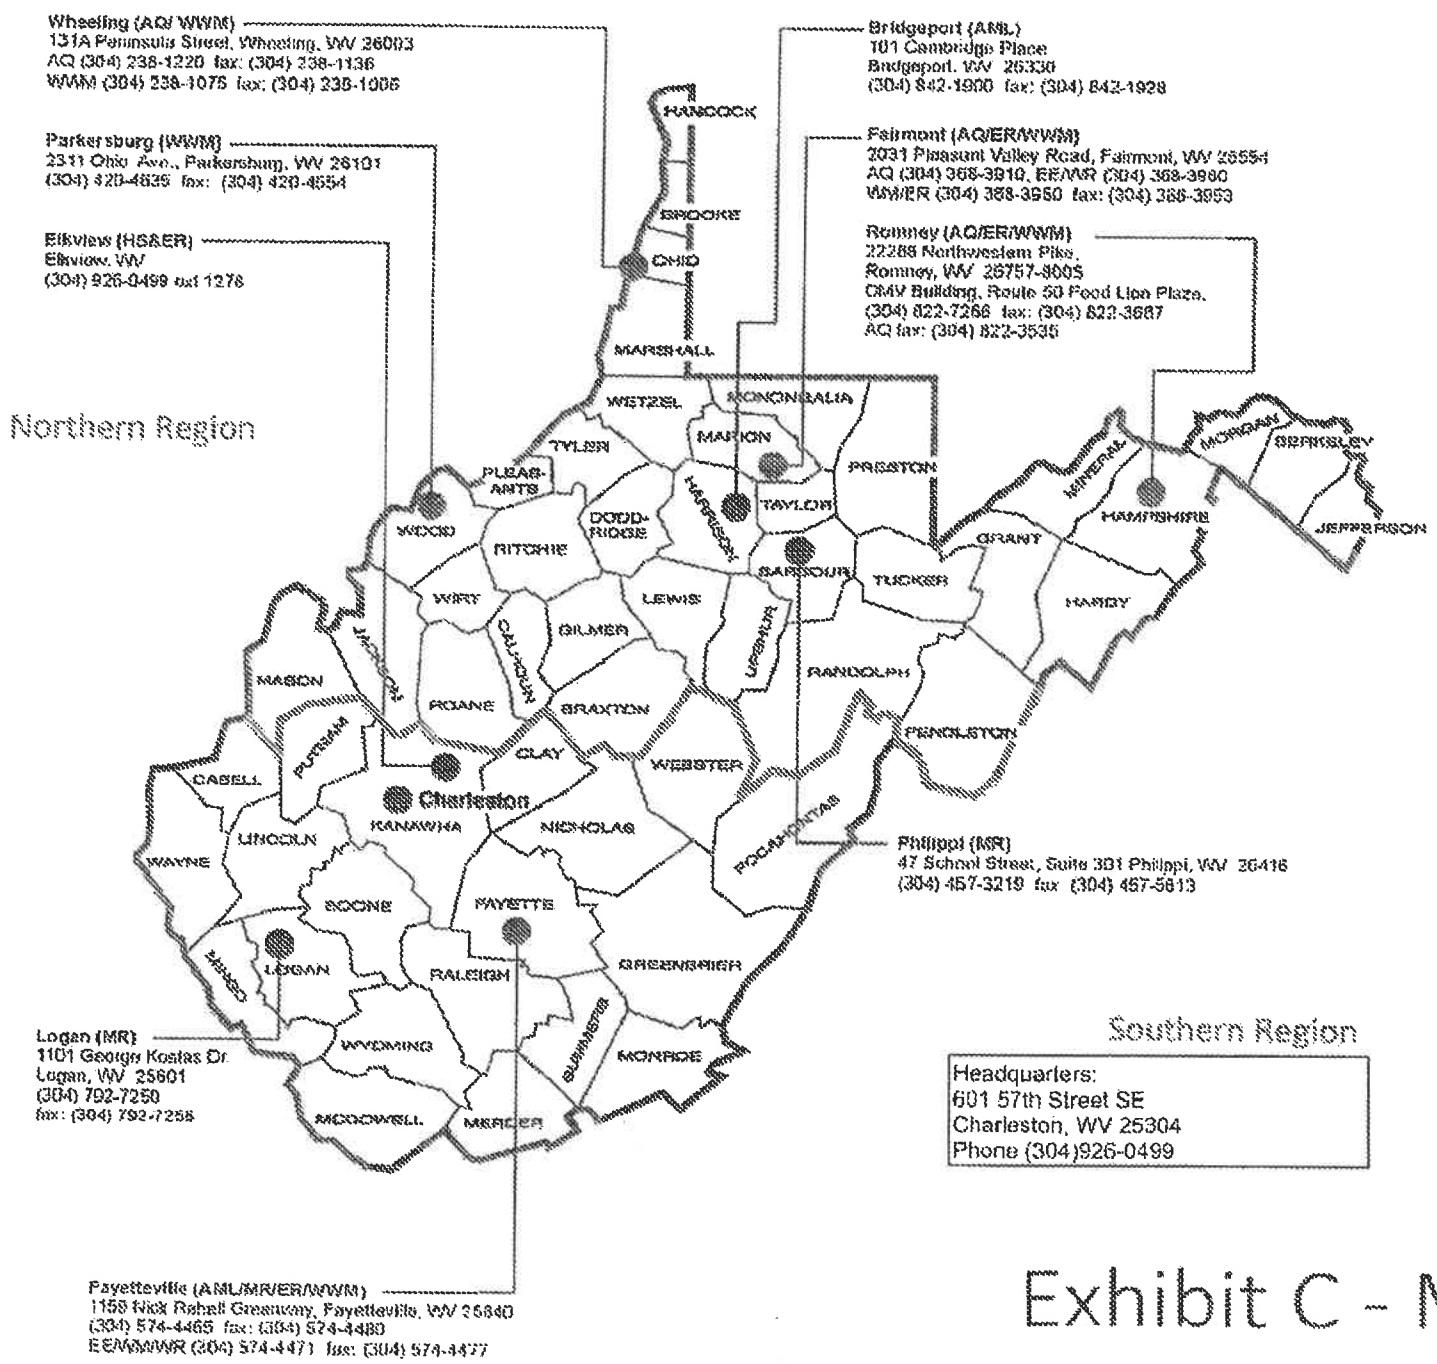 Wheeling (AQ/ WWM)
131A Peninsula Street, Wheeling, WV 26003
AQ (304) 238-1220 fax: (304) 238-1136
WWM (304) 238-1075 fax: (304) 238-1006
Parkersburg (WWM)
2311 Ohio Ave., Parkersburg, WV 26101
(304) 420-4635 fax: (304) 420-4554
Elkview (HS&ER)
Elkview, WV
(304) 926-0499 ext 1278
Bridgeport (AML)
101 Cambridge Place
Bridgeport, WV 26330
(304) 842-1900 fax: (304) 842-1928
Fairmont (AQ/ER/WWM)
2031 Pleasant Valley Road, Fairmont, WV 26554
AQ (304) 368-3910, EE/WR (304) 368-3960
WM/ER (304) 368-3950 fax: (304) 368-3953
Romney (AQ/ER/WWM)
22288 Northwestern Pike,
Romney, WV 26757-8005
DMV Building, Route 50 Food Lion Plaza,
(304) 822-7266 fax: (304) 822-3687
AQ fax: (304) 822-3535
HANCOCK
BROOKE
OHIO
MARSHALL
Northern Region
WETZEL
MONONGALIA
TYLER
MARION
PRESTON
PLEAS-
ANTS
WOOD
RITCHIE
DODD-
RIDGE
HARRISON
TAYLOR
BARBOUR
TUCKER
GRANT
MINERAL
HAMPSHIRE
MORGAN
BERKELEY
JEFFERSON
HARDY
WIRT
CALHOUN
GILMER
LEWIS
UPSHUR
RANDOLPH
PENDLETON
MASON
JACKSON
ROANE
BRAXTON
WEBSTER
CLAY
PUTNAM
CABELL
Charleston
KANAWHA
NICHOLAS
POCAHONTAS
WAYNE
LINCOLN
BOONE
FAYETTE
Philippi (MR)
47 School Street, Suite 301 Philippi, WV 26416
(304) 457-3219 fax (304) 457-5613
MINGO
LOGAN
RALEIGH
GREENBRIER
SUMMERS
MONROE
WYOMING
MCDOWELL
MERCER
Logan (MR)
1101 George Kostas Dr.
Logan, WV 25601
(304) 792-7250
fax: (304) 792-7258
Southern Region
Headquarters:
601 57th Street SE
Charleston, WV 25304
Phone (304)926-0499
Payetteville (AML/MR/ER/WWM)
1159 Nick Rahall Greenway, Fayetteville, WV 25840
(304) 574-4465 fax: (304) 574-4480
EE/WM/WR (304) 574-4471 fax: (304) 574-4477
Exhibit C -